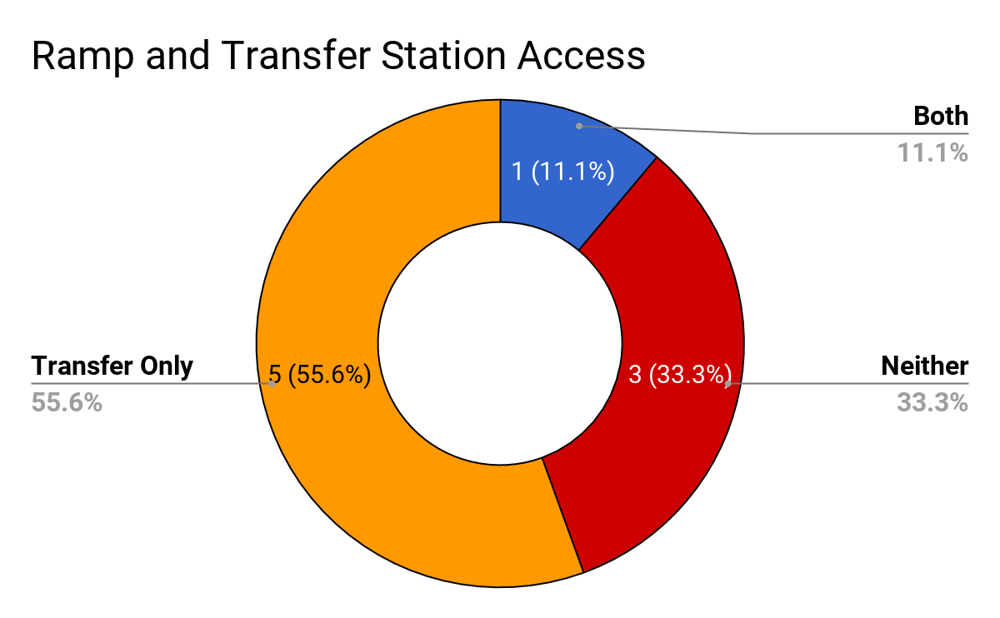 Ramp and Transfer Station Access
Both
11.1%
1 (11.1%)
Transfer Only
55.6%
5 (55.6%)
3 (33.3%)
Neither
33.3%